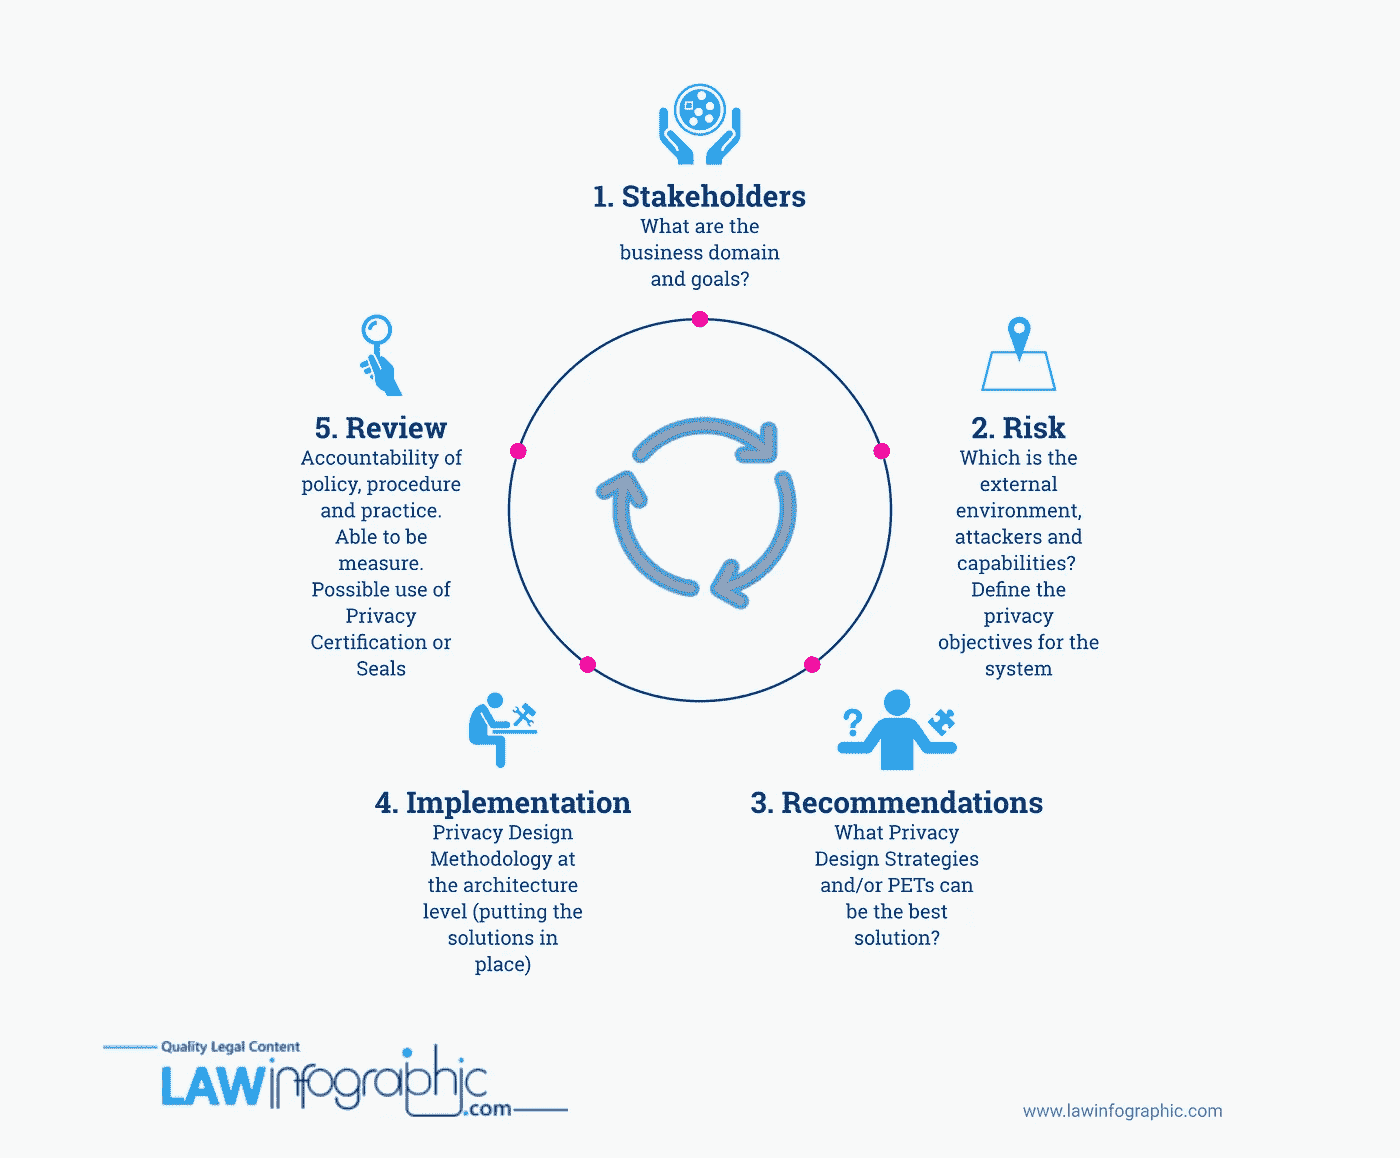 1. Stakeholders
What are the
business domain
and goals?
2. Risk
Which is the
external
environment,
attackers and
capabilities?
Define the
privacy
objectives for the
system
3. Recommendations
What Privacy
Design Strategies
and/or PETs can
be the best
solution?
4. Implementation
Privacy Design
Methodology at
the architecture
level (putting the
solutions in
place)
5. Review
Accountability of
policy, procedure
and practice.
Able to be
measure.
Possible use of
Privacy
Certification or
Seals
?
Quality Legal Content
LAWinfographic
.com
www.lawinfographic.com